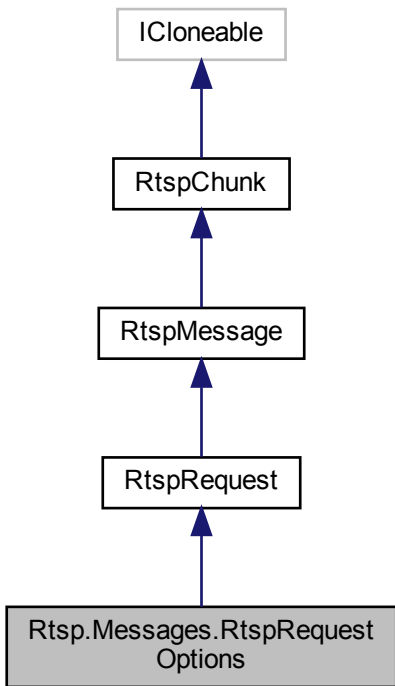 ICloneable
RtspChunk
RtspMessage
RtspRequest
Rtsp.Messages.RtspRequest
Options